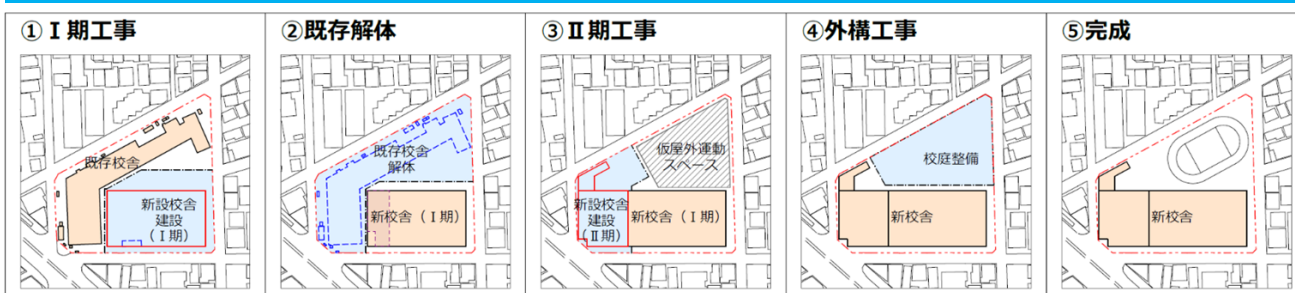 ①Ⅰ期工事
既存校舎
新設校舎
建設
（Ⅰ期）
②既存解体
既存校舎
解体
新校舎（Ⅰ期）
③Ⅱ期工事
仮屋外運動
スペース
新設校舎
建設
（Ⅱ期）
新校舎（Ⅰ期）
④外構工事
校庭整備
新校舎
⑤完成
新校舎